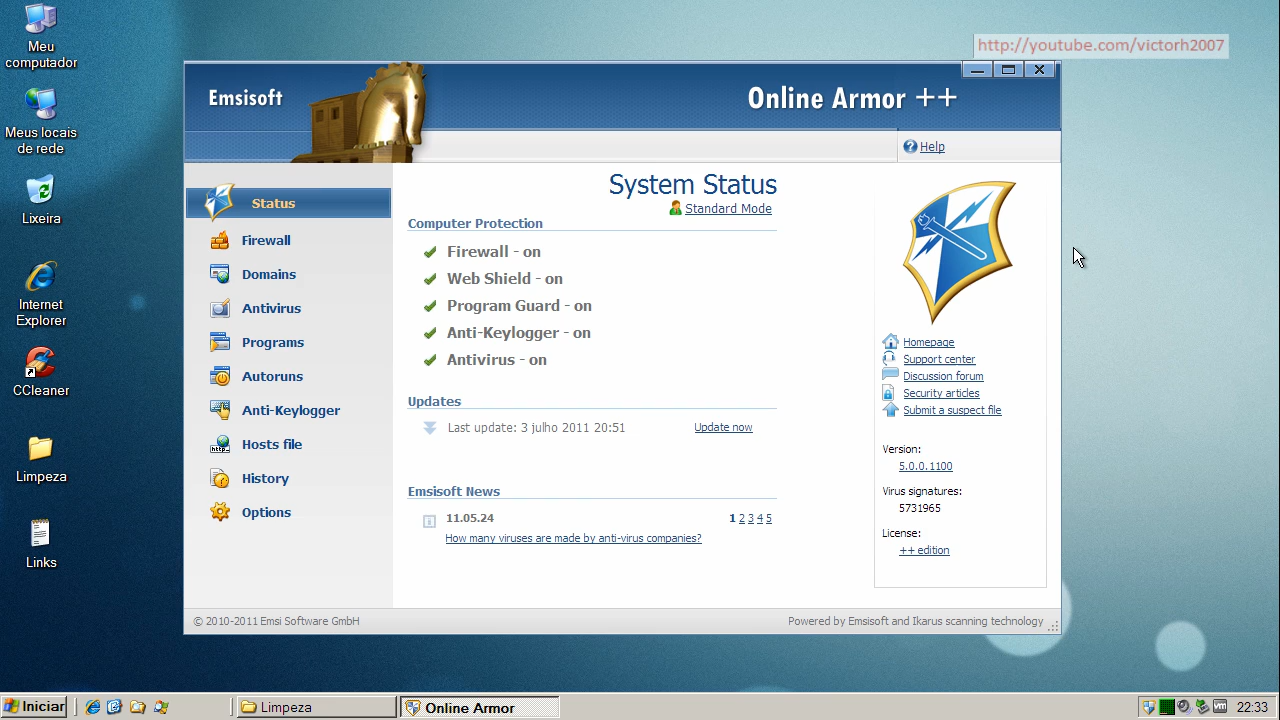 Meu
computador
Meus locais
de rede
Lixeira
Internet
Explorer
CCleaner
Limpeza
Links
http://youtube.com/victorh2007
Emsisoft
Online Armor ++
Help
Status
Firewall
Domains
Antivirus
Programs
Autoruns
Anti-Keylogger
Hosts file
History
Options
System Status
Standard Mode
Computer Protection
Firewall - on
Web Shield - on
Program Guard - on
Anti-Keylogger - on
Antivirus - on
Updates
Last update: 3 julho 2011 20:51 Update now
Emsisoft News
11.05.24 1 2 3 4 5
How many viruses are made by anti-virus companies?
Homepage
Support center
Discussion forum
Security articles
Submit a suspect file
Version:
5.0.0.1100
Virus signatures:
5731965
License:
++ edition
© 2010-2011 Emsi Software GmbH
Powered by Emsisoft and Ikarus scanning technology
Iniciar
Limpeza
Online Armor
22:33